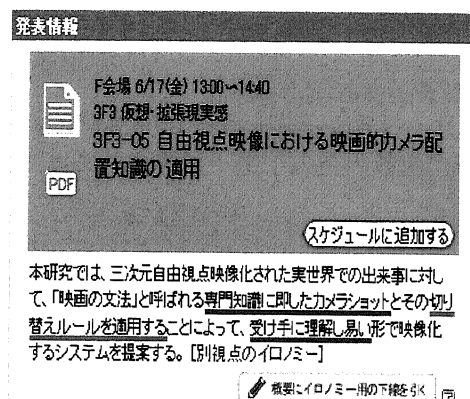 発表情報
F会場 6/17(金) 13:00〜14:40
3F3 仮想・拡張現実感
3F3-05 自由視点映像における映画的カメラ配
置知識の適用
PDF
スケジュールに追加する
本研究では、三次元自由視点映像化された実世界での出来事に対し
て、「映画の文法」と呼ばれる専門知識に即したカメラショットとその切り
替えルールを適用することによって、受け手に理解し易い形で映像化
するシステムを提案する。［別視点のイロノミー］
概要にイロノミー用の下線を引く